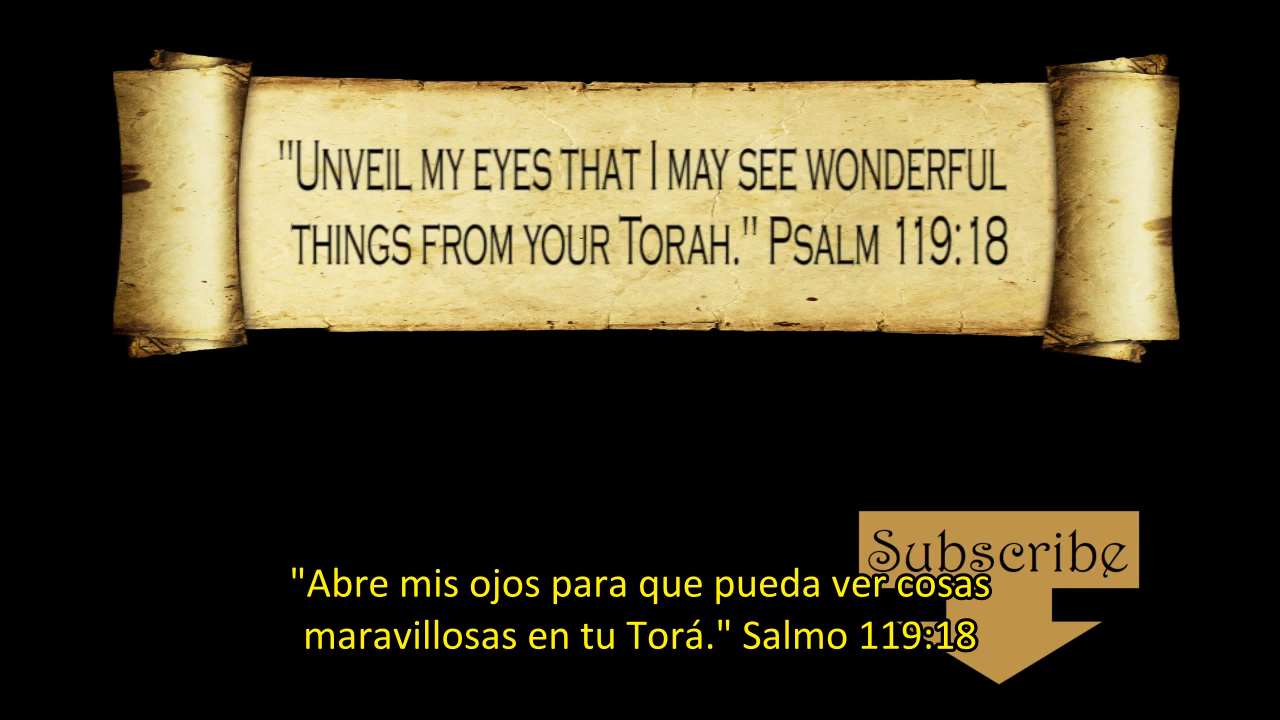 "Unveil my eyes that I may see wonderful
things from your Torah." Psalm 119:18
Subscribe
"Abre mis ojos para que pueda ver cosas
maravillosas en tu Torá." Salmo 119:18